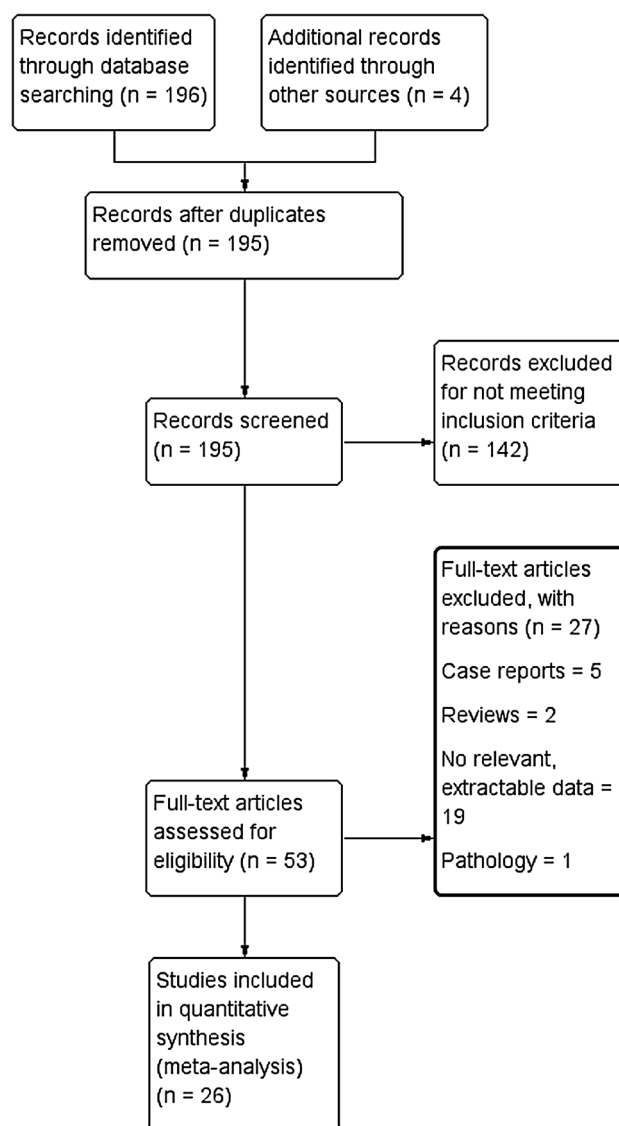 Records identified
through database
searching (n = 196)
Additional records
identified through
other sources (n = 4)
Records after duplicates
removed (n = 195)
Records screened
(n = 195)
Records excluded
for not meeting
inclusion criteria
(n = 142)
Full-text articles
assessed for
eligibility (n = 53)
Full-text articles
excluded, with
reasons (n = 27)
Case reports = 5
Reviews = 2
No relevant,
extractable data =
19
Pathology = 1
Studies included
in quantitative
synthesis
(meta-analysis)
(n = 26)